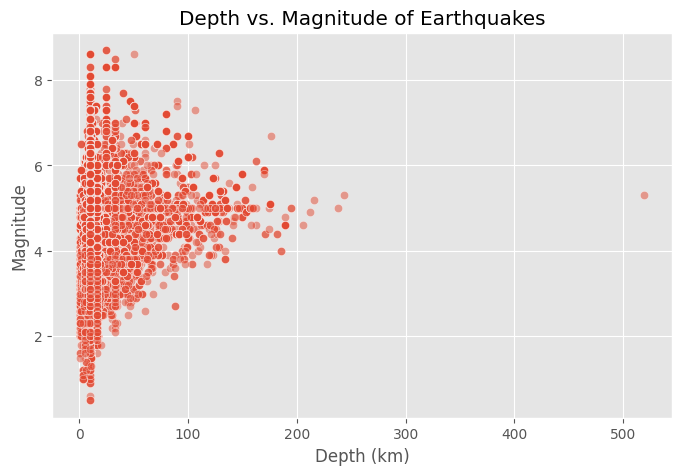 Depth vs. Magnitude of Earthquakes
8
6
4
2
Magnitude
0 100 200 300 400 500
Depth (km)